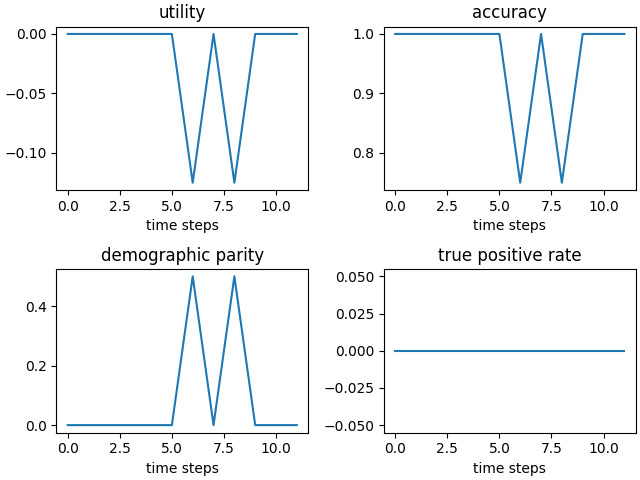 utility
0.00
−0.05
−0.10
0.0 2.5 5.0 7.5 10.0
time steps
accuracy
1.0
0.9
0.8
0.0 2.5 5.0 7.5 10.0
time steps
demographic parity
0.4
0.2
0.0
0.0 2.5 5.0 7.5 10.0
time steps
true positive rate
0.050
0.025
0.000
−0.025
−0.050
0.0 2.5 5.0 7.5 10.0
time steps